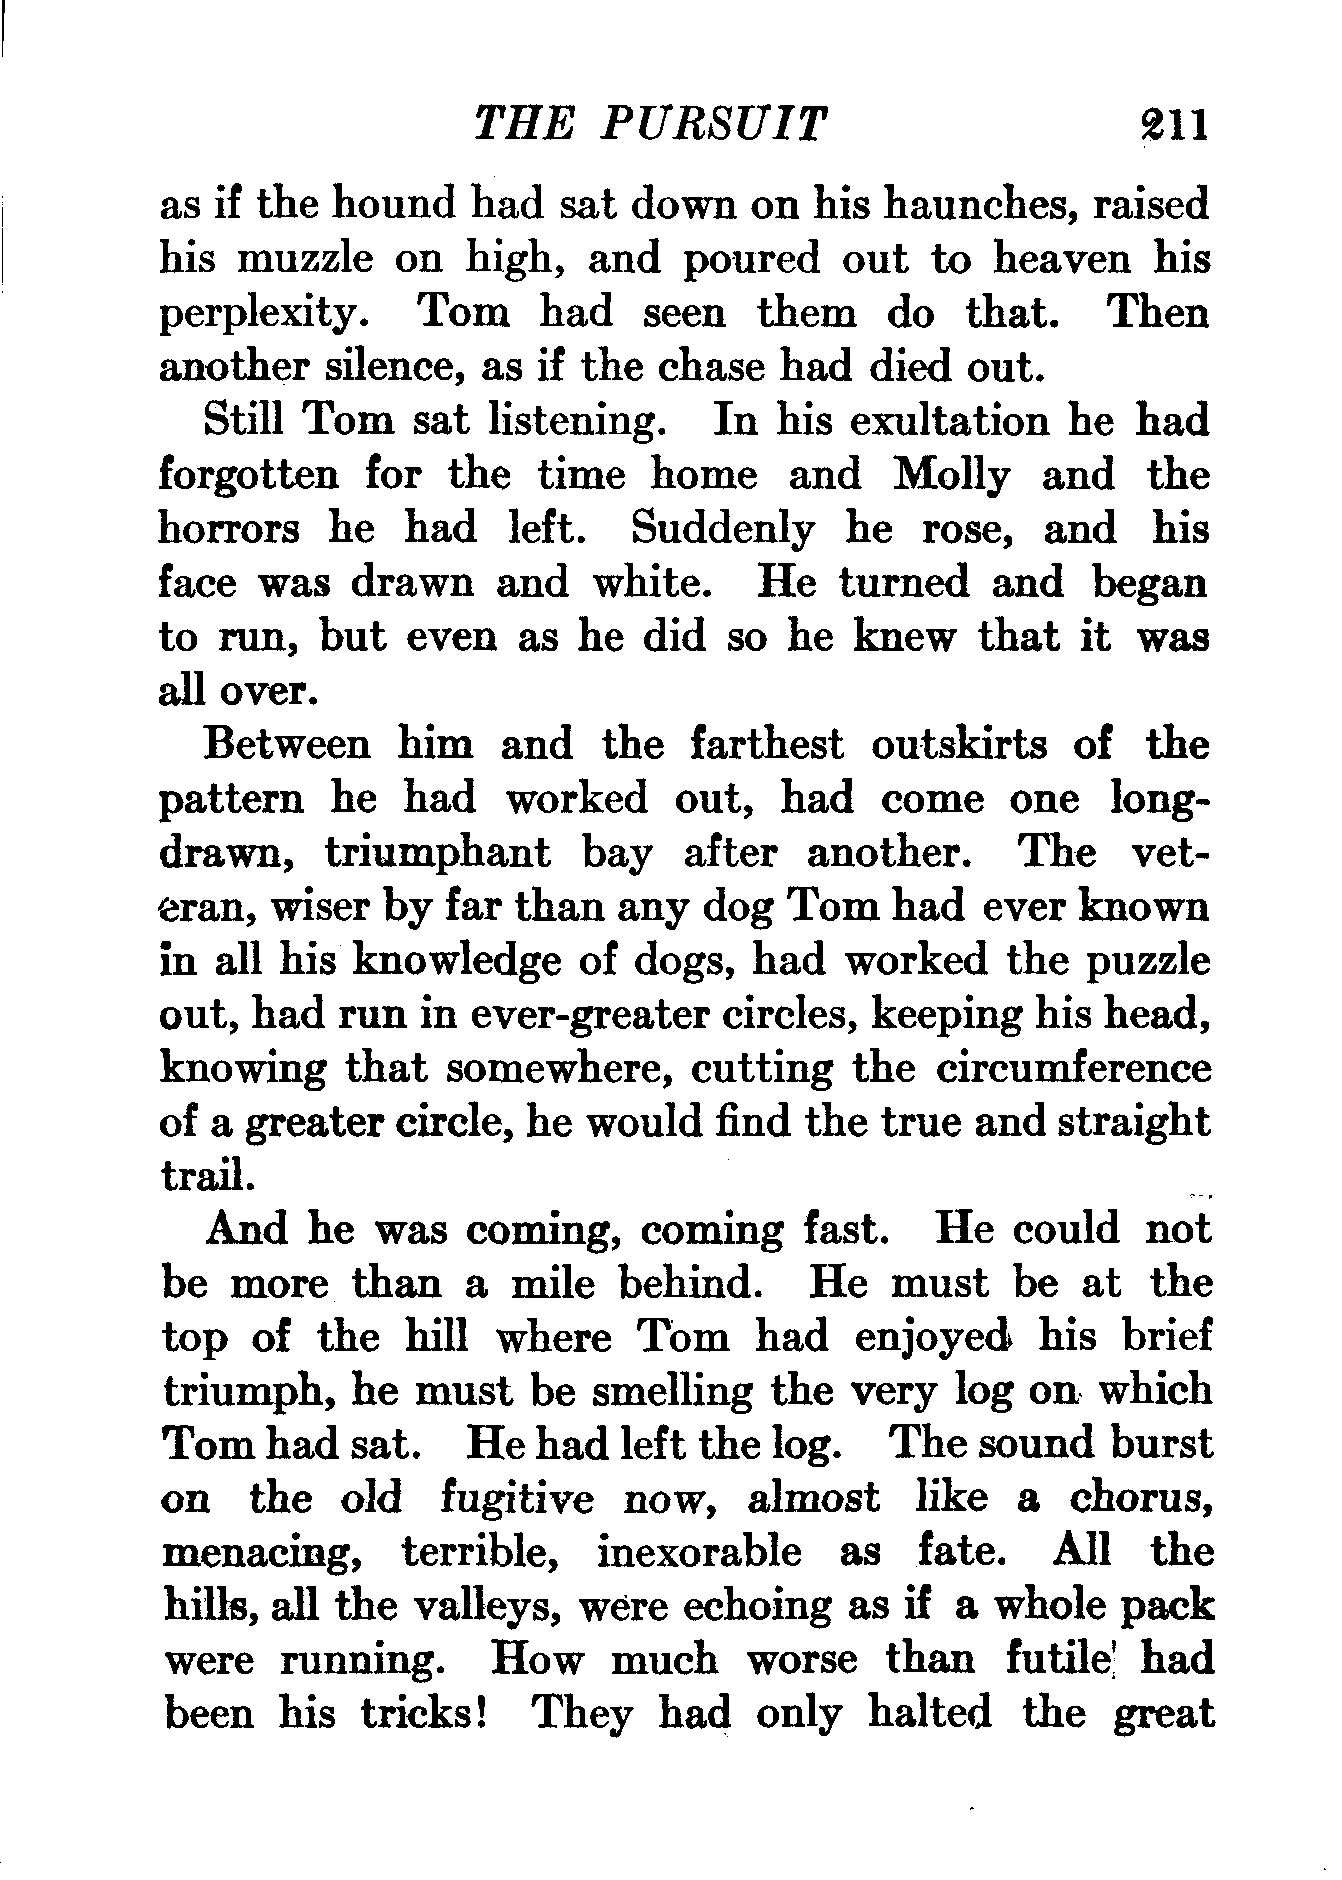 THE PURSUIT 211
as if the hound had sat down on his haunches, raised
his muzzle on high, and poured out to heaven his
perplexity. Tom had seen them do that. Then
another silence, as if the chase had died out.
Still Tom sat listening. In his exultation he had
forgotten for the time home and Molly and the
horrors he had left. Suddenly he rose, and his
face was drawn and white. He turned and began
to run, but even as he did so he knew that it was
all over.
Between him and the farthest outskirts of the
pattern he had worked out, had come one long-
drawn, triumphant bay after another. The vet-
eran, wiser by far than any dog Tom had ever known
in all his knowledge of dogs, had worked the puzzle
out, had run in ever-greater circles, keeping his head,
knowing that somewhere, cutting the circumference
of a greater circle, he would find the true and straight
trail.
And he was coming, coming fast. He could not
be more than a mile behind. He must be at the
top of the hill where Tom had enjoyed his brief
triumph, he must be smelling the very log on which
Tom had sat. He had left the log. The sound burst
on the old fugitive now, almost like a chorus,
menacing, terrible, inexorable as fate. All the
hills, all the valleys, were echoing as if a whole pack
were running. How much worse than futile had
been his tricks! They had only halted the great